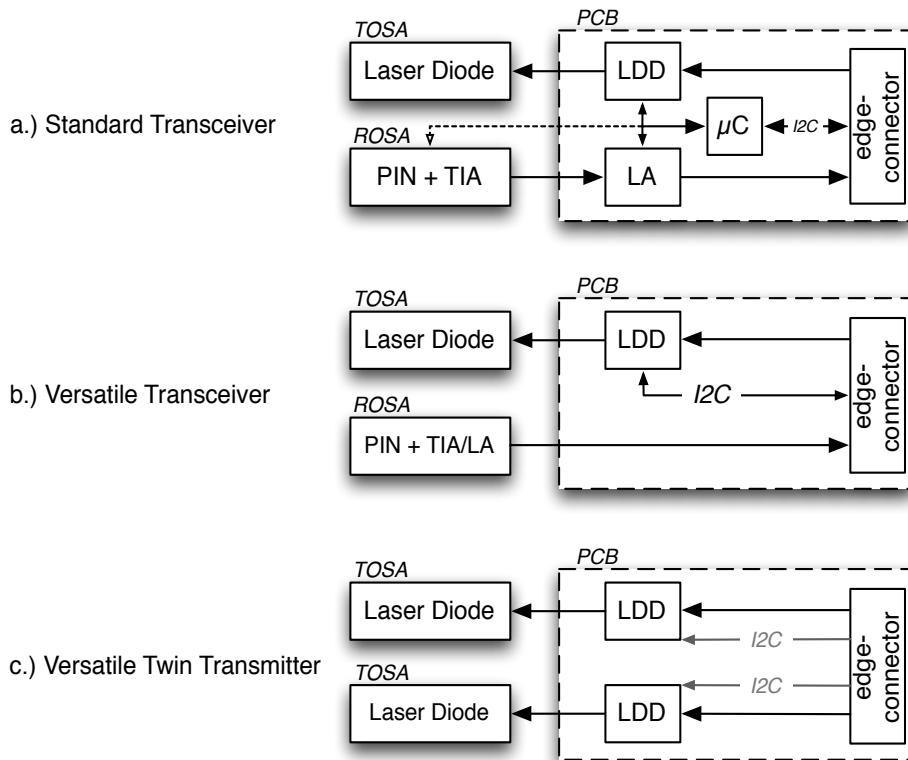 TOSA
PCB
Laser Diode
LDD
a.) Standard Transceiver
µC
I2C
edge-
connector
ROSA
PIN + TIA
LA
TOSA
PCB
Laser Diode
LDD
b.) Versatile Transceiver
I2C
edge-
connector
ROSA
PIN + TIA/LA
TOSA
PCB
Laser Diode
LDD
I2C
c.) Versatile Twin Transmitter
edge-
connector
TOSA
I2C
Laser Diode
LDD